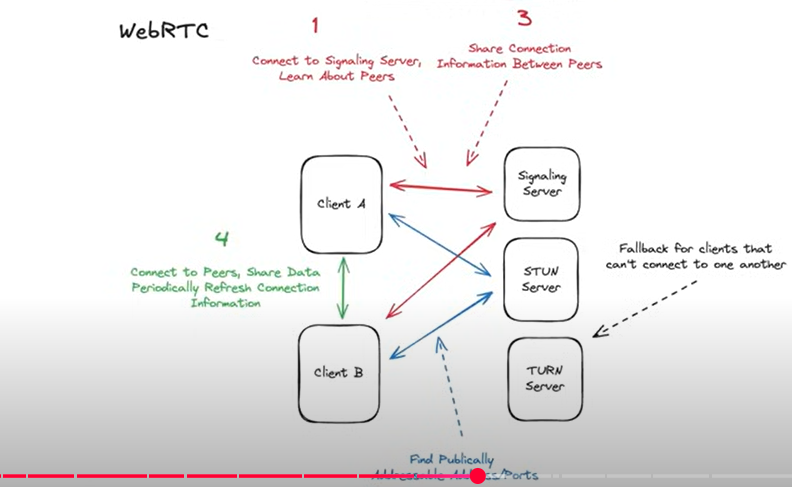 WebRTC
1
3
Connect to Signaling Server,
Learn About Peers
Share Connection
Information Between Peers
Client A
Signaling
Server
4
Connect to Peers, Share Data
Periodically Refresh Connection
Information
STUN
Server
Fallback for clients that
can't connect to one another
Client B
TURN
Server
Find Publically
Addressable Address/Ports